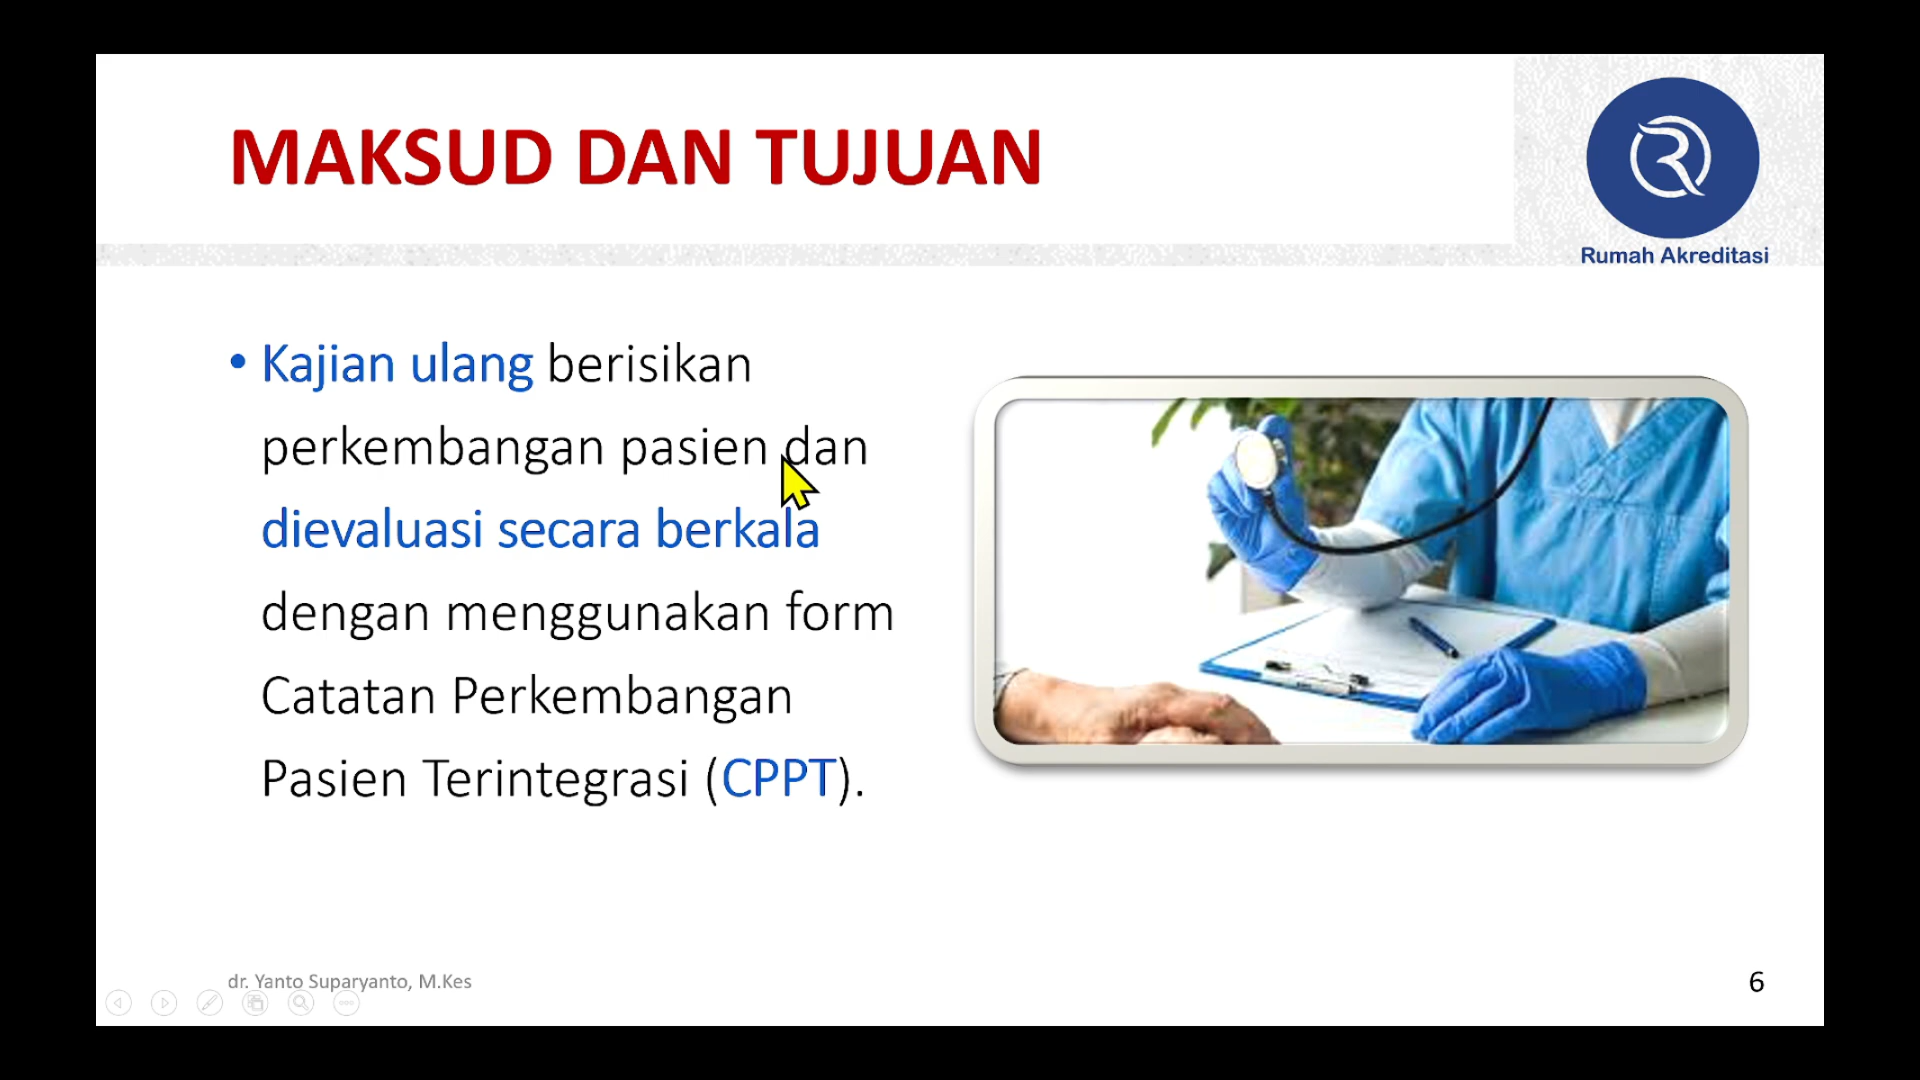 MAKSUD DAN TUJUAN
Rumah Akreditasi
• Kajian ulang berisikan
perkembangan pasien dan
dievaluasi secara berkala
dengan menggunakan form
Catatan Perkembangan
Pasien Terintegrasi (CPPT).
dr. Yanto Suparyanto, M.Kes
6